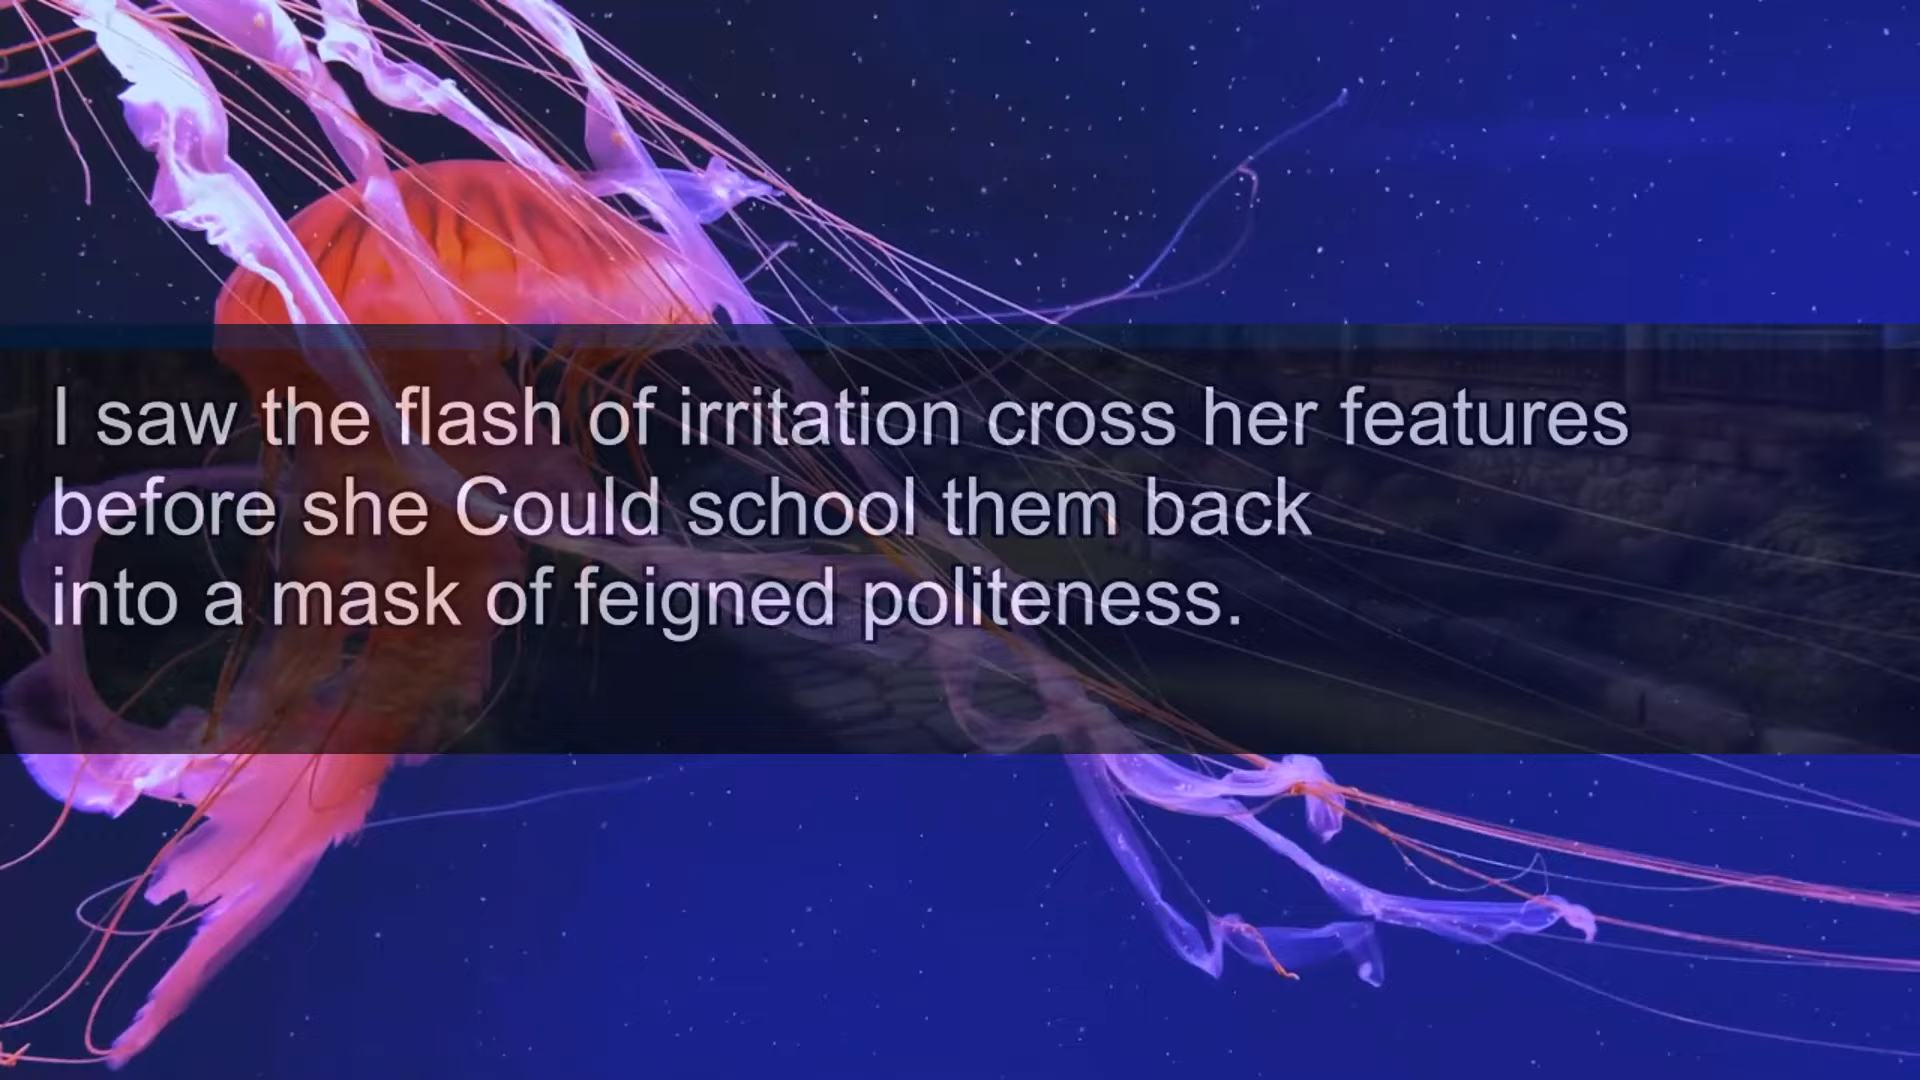 I saw the flash of irritation cross her features
before she Could school them back
into a mask of feigned politeness.